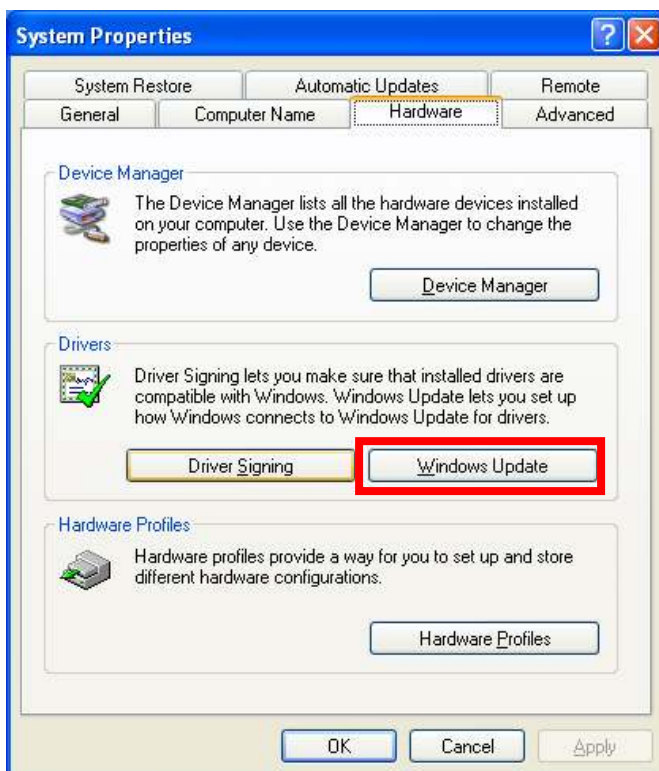 System Properties
System Restore Automatic Updates Remote
General Computer Name Hardware Advanced
Device Manager
The Device Manager lists all the hardware devices installed
on your computer. Use the Device Manager to change the
properties of any device.
Device Manager
Drivers
Driver Signing lets you make sure that installed drivers are
compatible with Windows. Windows Update lets you set up
how Windows connects to Windows Update for drivers.
Driver Signing Windows Update
Hardware Profiles
Hardware profiles provide a way for you to set up and store
different hardware configurations.
Hardware Profiles
OK Cancel Apply